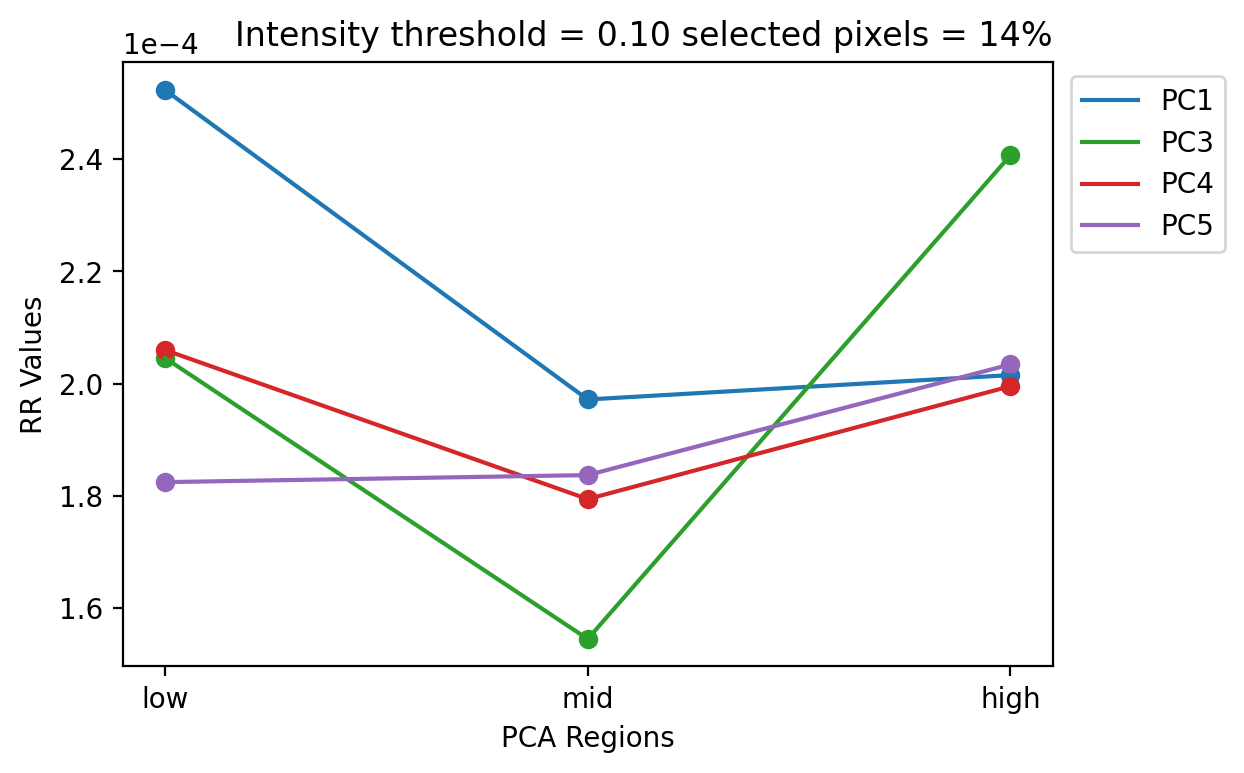 1e−4
Intensity threshold = 0.10 selected pixels = 14%
PC1
PC3
PC4
PC5
RR Values
2.4
2.2
2.0
1.8
1.6
low
mid
high
PCA Regions